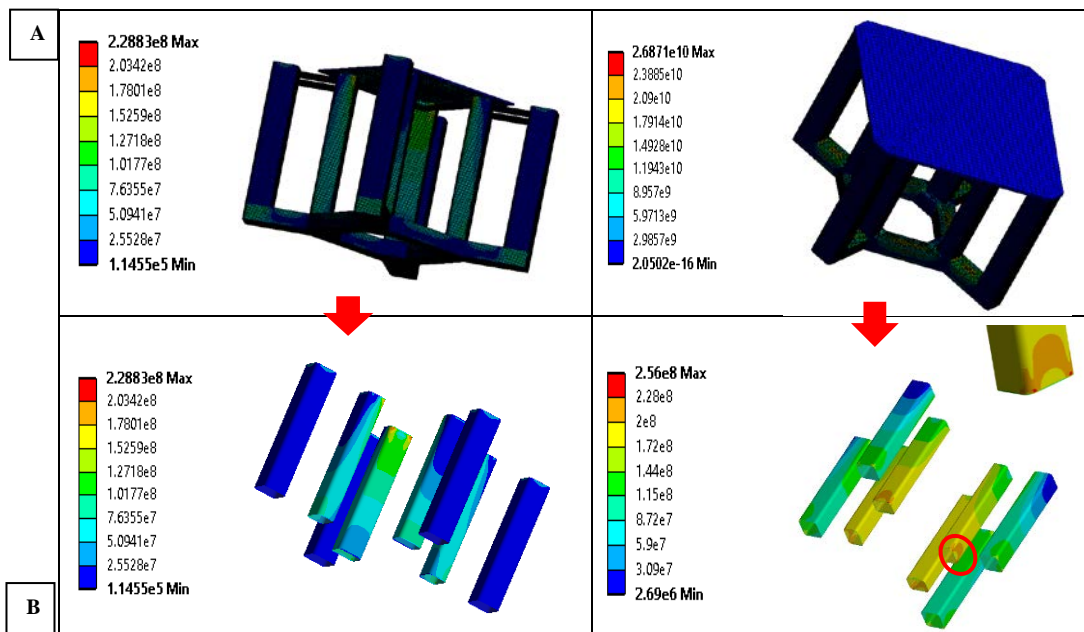 A
2.2883e8 Max
2.0342e8
1.7801e8
1.5259e8
1.2718e8
1.0177e8
7.6355e7
5.0941e7
2.5528e7
1.1455e5 Min
2.6871e10 Max
2.3885e10
2.09e10
1.7914e10
1.4928e10
1.1943e10
8.957e9
5.9713e9
2.9857e9
2.0502e-16 Min
B
2.2883e8 Max
2.0342e8
1.7801e8
1.5259e8
1.2718e8
1.0177e8
7.6355e7
5.0941e7
2.5528e7
1.1455e5 Min
2.56e8 Max
2.28e8
2e8
1.72e8
1.44e8
1.15e8
8.72e7
5.9e7
3.09e7
2.69e6 Min